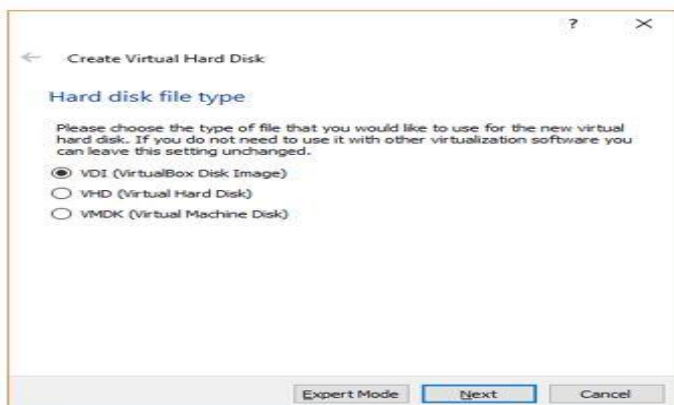 ?
Create Virtual Hard Disk
Hard disk file type
Please choose the type of file that you would like to use for the new virtual
hard disk. If you do not need to use it with other virtualization software you
can leave this setting unchanged.
VDI (VirtualBox Disk Image)
VHD (Virtual Hard Disk)
VMDK (Virtual Machine Disk)
Expert Mode Next Cancel